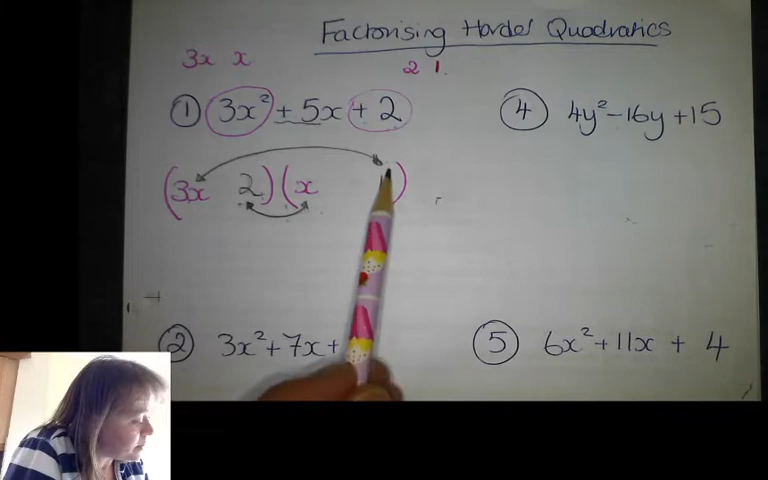 Factorising Harder Quadratics
3x x
2 1
① 3x² + 5x + 2
(3x 2)(x )
② 3x² + 7x +
④ 4y² - 16y + 15
⑤ 6x² + 11x + 4